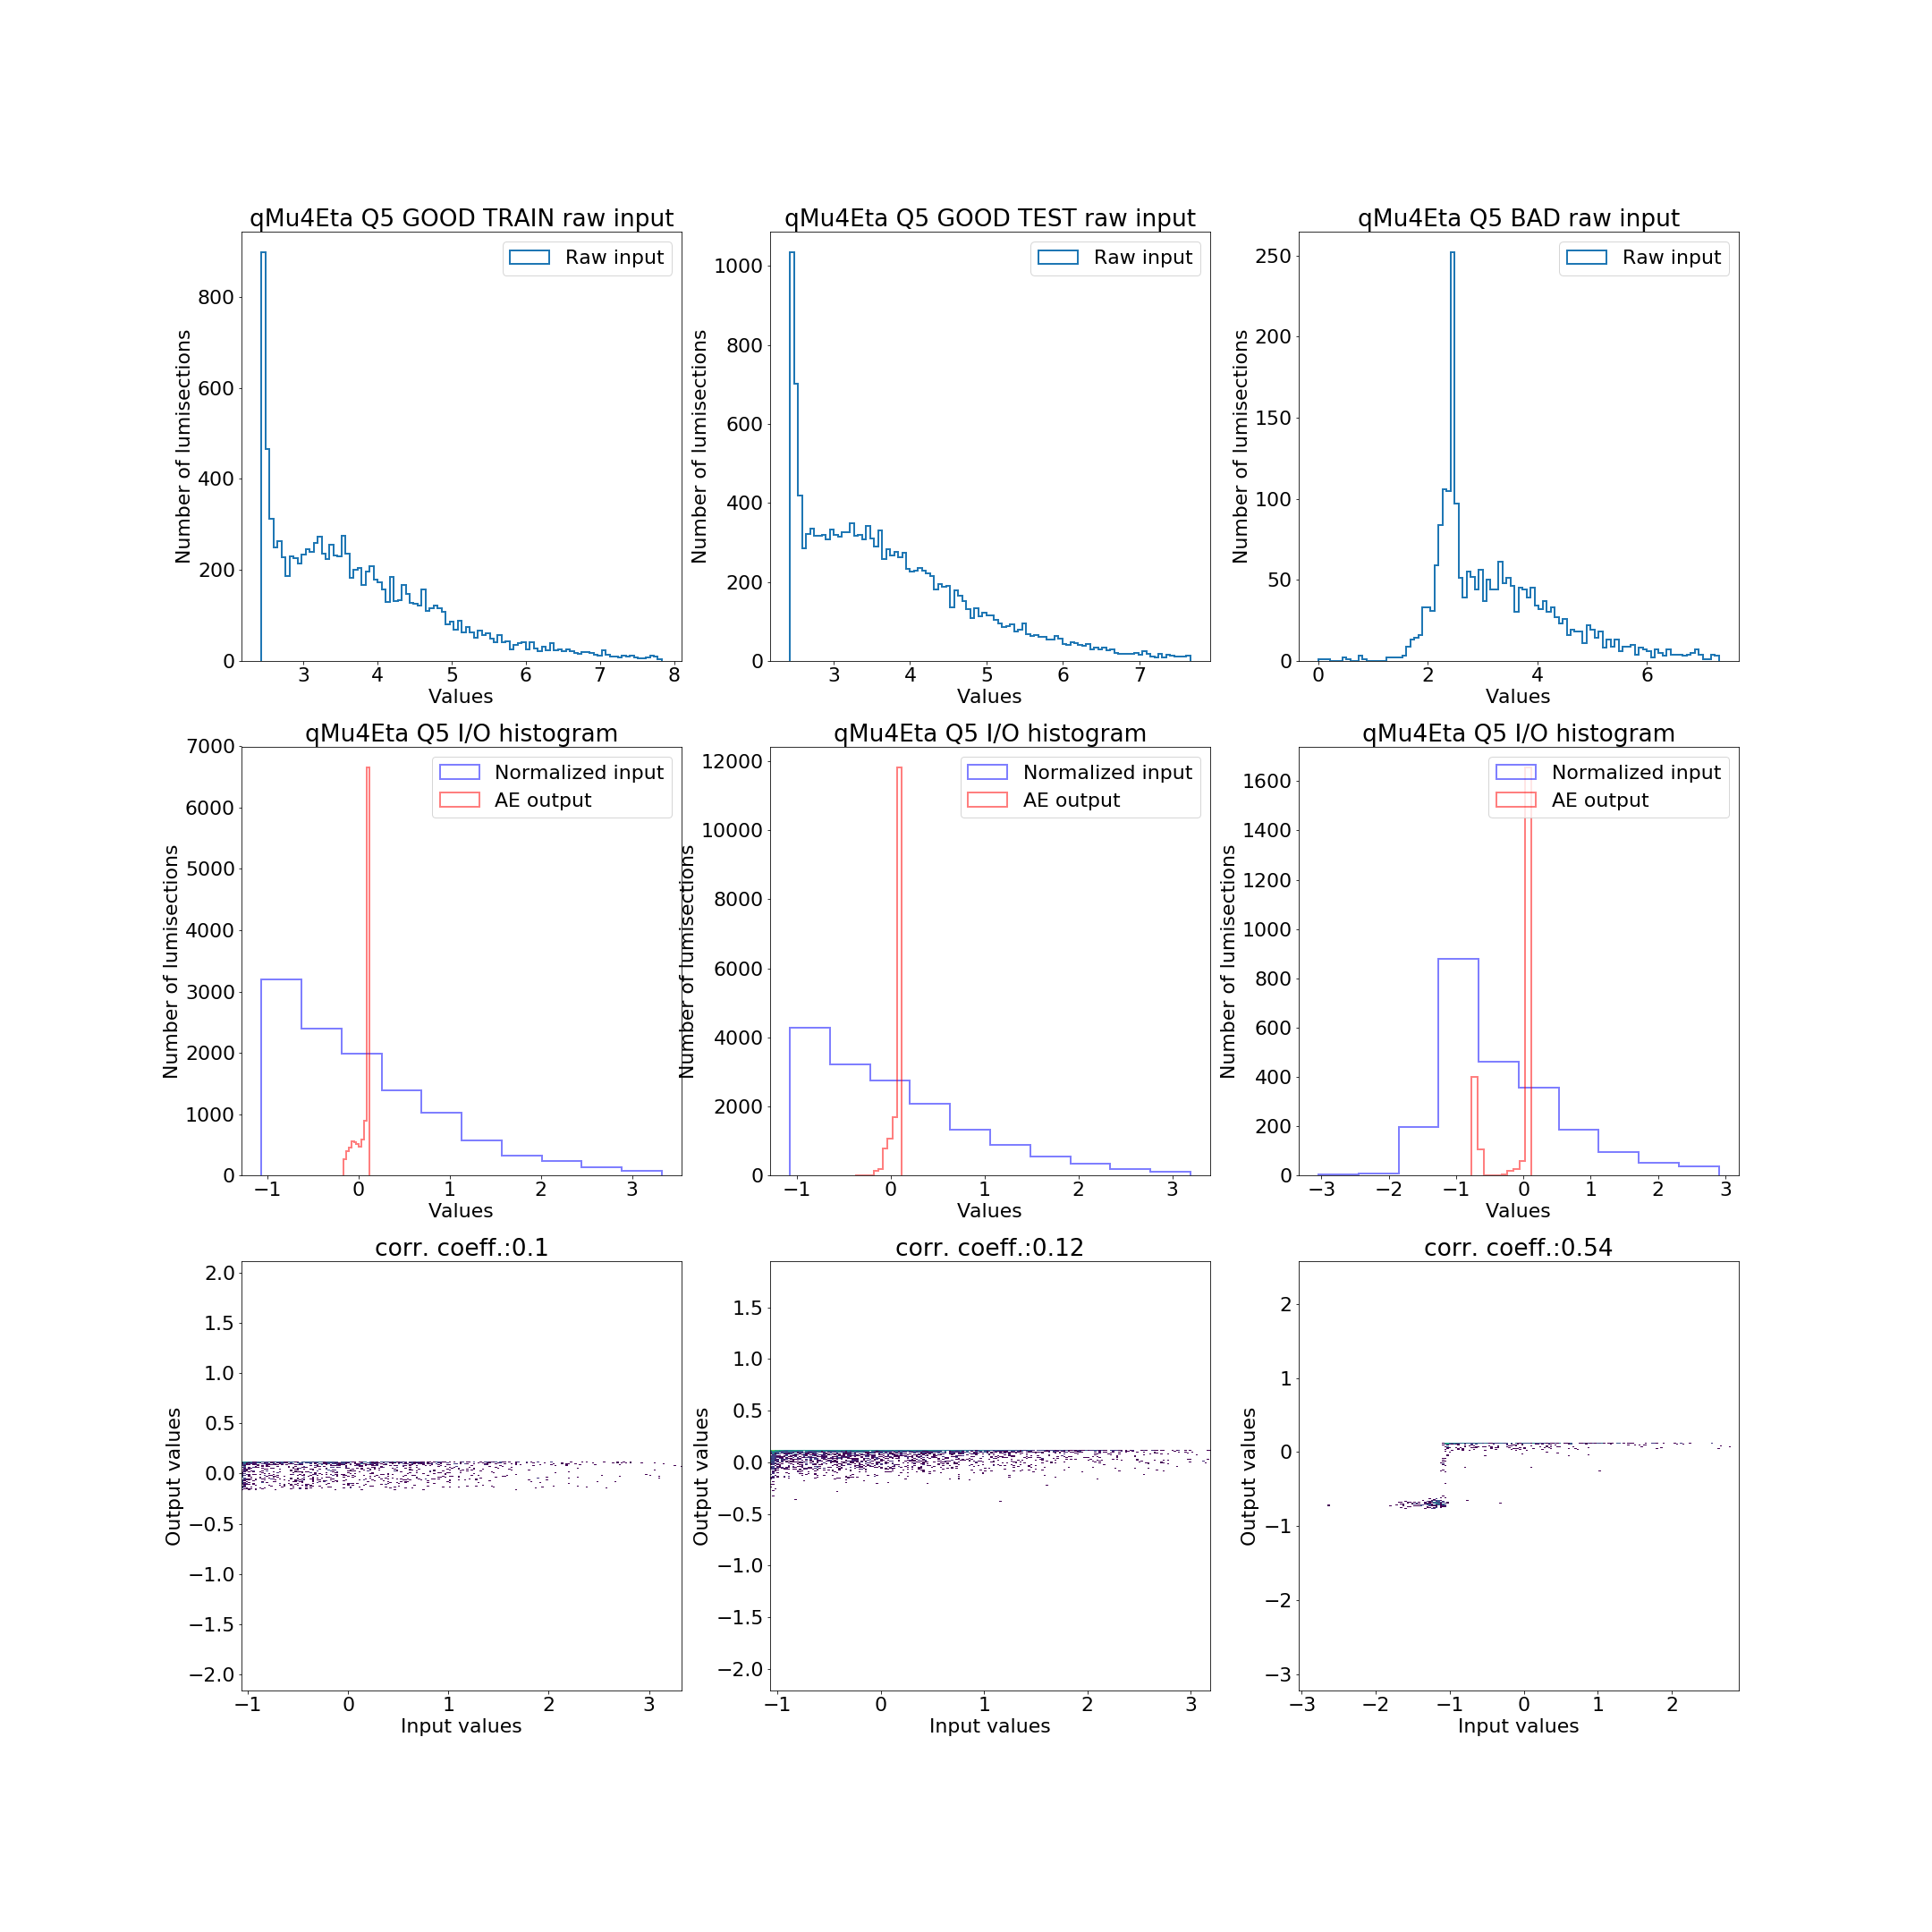 qMu4Eta Q5 GOOD TRAIN raw input
Raw input
Number of lumisections
800
600
400
200
0
3 4 5 6 7 8
Values
qMu4Eta Q5 GOOD TEST raw input
Raw input
Number of lumisections
1000
800
600
400
200
0
3 4 5 6 7
Values
qMu4Eta Q5 BAD raw input
Raw input
Number of lumisections
250
200
150
100
50
0
0 2 4 6
Values
qMu4Eta Q5 I/O histogram
Normalized input
AE output
Number of lumisections
7000
6000
5000
4000
3000
2000
1000
0
−1 0 1 2 3
Values
qMu4Eta Q5 I/O histogram
Normalized input
AE output
Number of lumisections
12000
10000
8000
6000
4000
2000
0
−1 0 1 2 3
Values
qMu4Eta Q5 I/O histogram
Normalized input
AE output
Number of lumisections
1600
1400
1200
1000
800
600
400
200
0
−3 −2 −1 0 1 2 3
Values
corr. coeff.:0.1
Output values
2.0
1.5
1.0
0.5
0.0
−0.5
−1.0
−1.5
−2.0
−1 0 1 2 3
Input values
corr. coeff.:0.12
Output values
1.5
1.0
0.5
0.0
−0.5
−1.0
−1.5
−2.0
−1 0 1 2 3
Input values
corr. coeff.:0.54
Output values
2
1
0
−1
−2
−3
−3 −2 −1 0 1 2
Input values